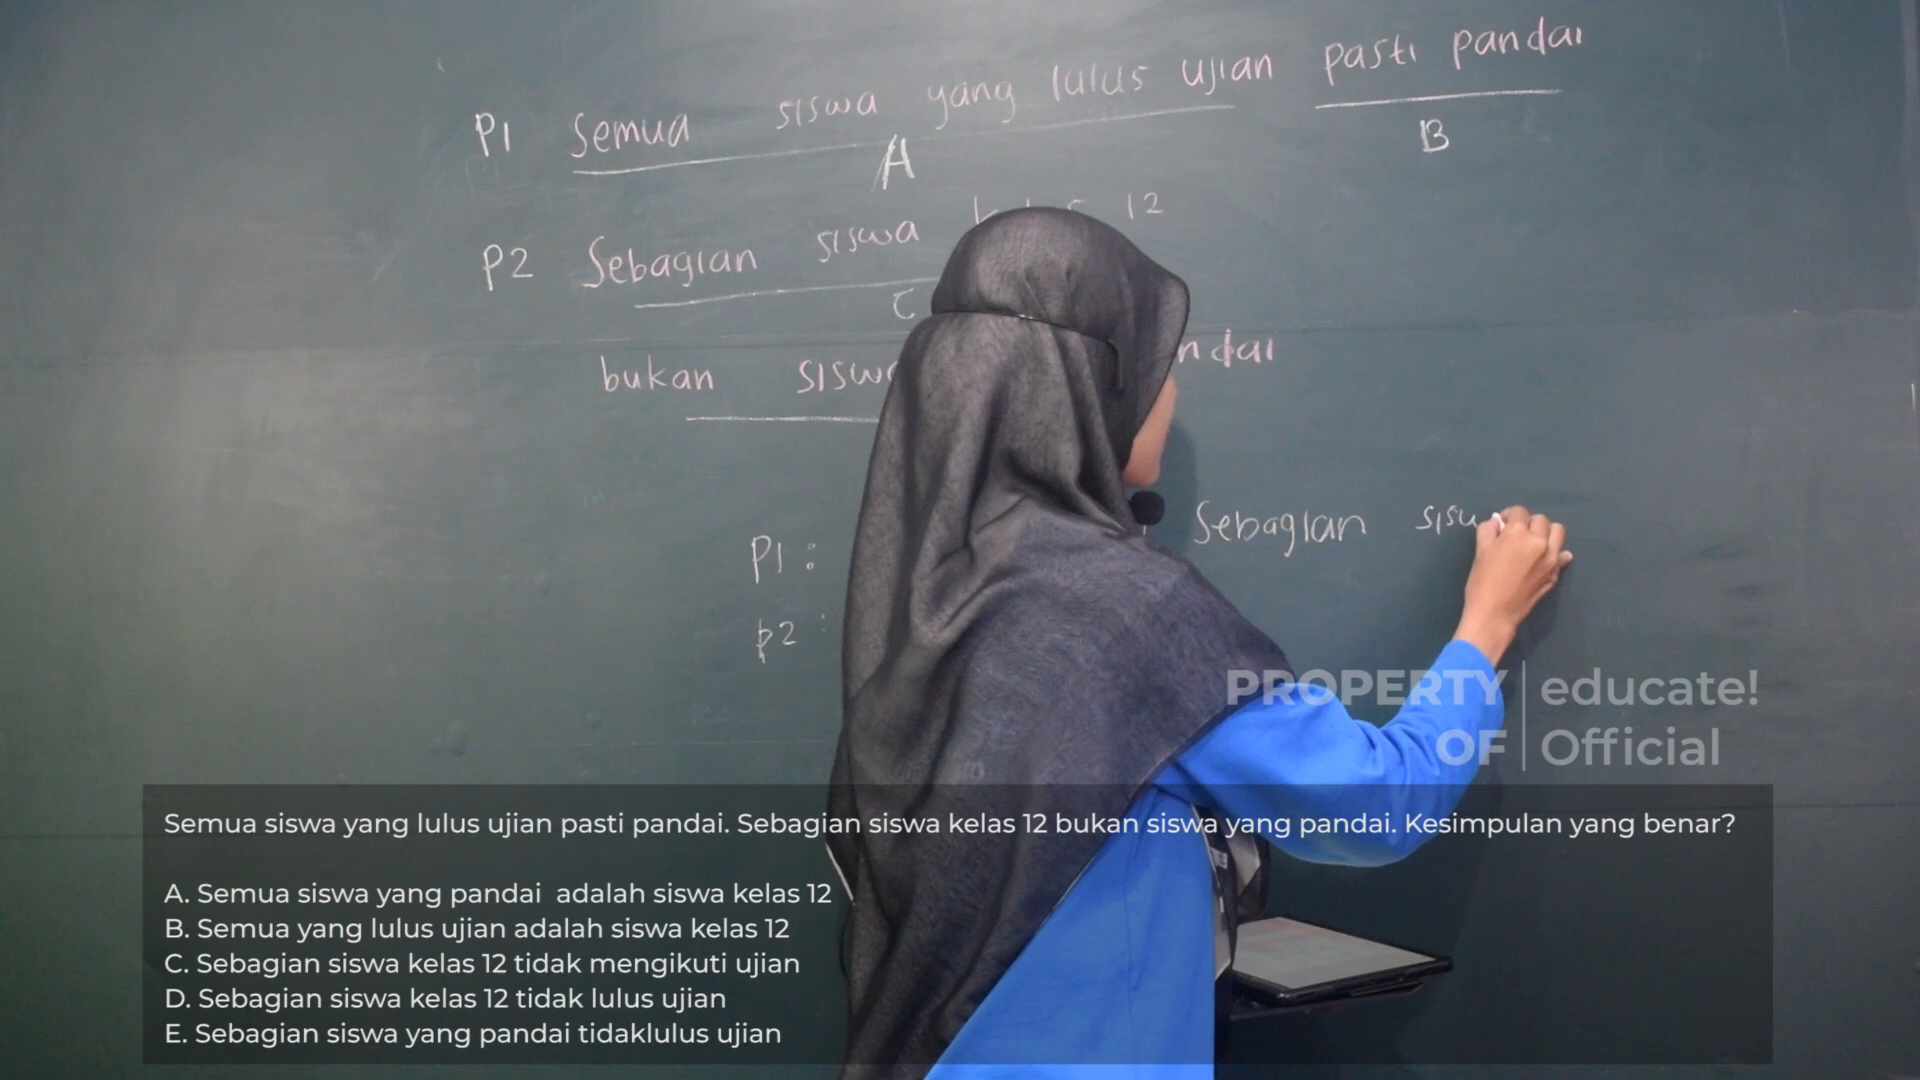 P1 Semua siswa yang lulus ujian pasti pandai
A B
P2 Sebagian siswa 12
C
bukan
P1 : Sebagian
P2 :
PROPERTY OF educate! Official
Semua siswa yang lulus ujian pasti pandai. Sebagian siswa kelas 12 bukan siswa yang pandai. Kesimpulan yang benar?
A. Semua siswa yang pandai adalah siswa kelas 12
B. Semua yang lulus ujian adalah siswa kelas 12
C. Sebagian siswa kelas 12 tidak mengikuti ujian
D. Sebagian siswa kelas 12 tidak lulus ujian
E. Sebagian siswa yang pandai tidaklulus ujian